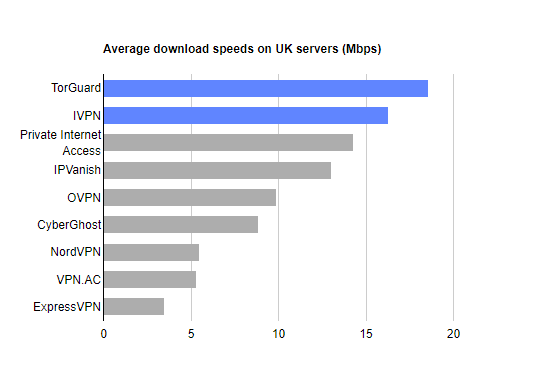 Average download speeds on UK servers (Mbps)
TorGuard
IVPN
Private Internet
Access
IPVanish
OVPN
CyberGhost
NordVPN
VPN.AC
ExpressVPN
0 5 10 15 20